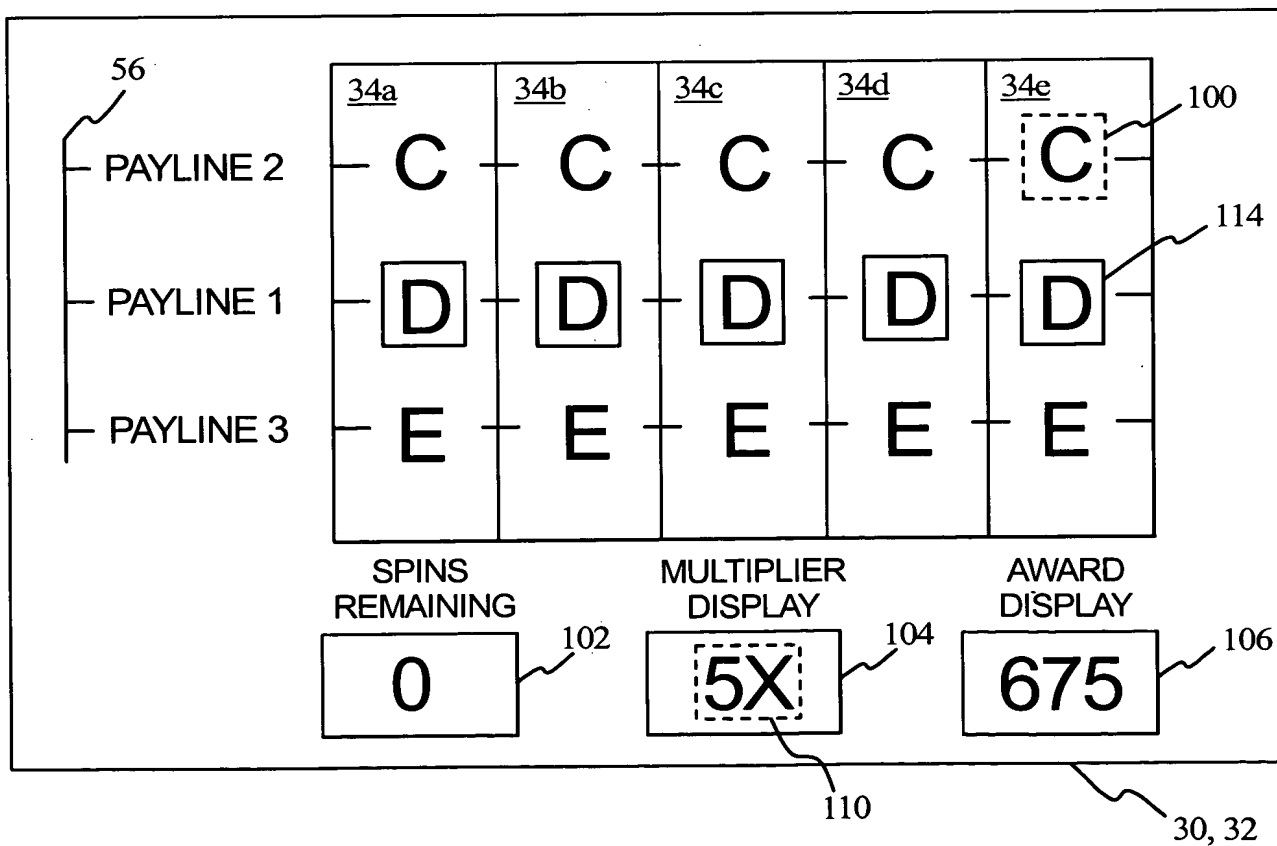 56
34a 34b 34c 34d 34e
100
PAYLINE 2 C C C C C
114
PAYLINE 1 D D D D D
PAYLINE 3 E E E E E
SPINS REMAINING
MULTIPLIER DISPLAY
AWARD DISPLAY
0 102
5X 104
675 106
110
30, 32